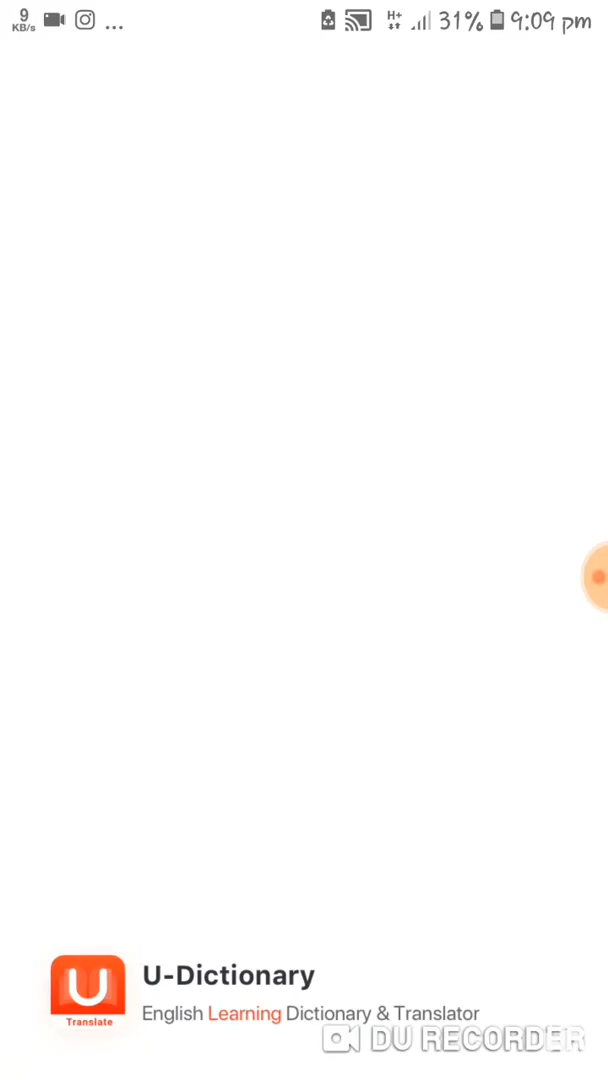 9
KB/s
... H+ 31% 9:09 pm
U
Translate
U-Dictionary
English Learning Dictionary & Translator
DU RECORDER